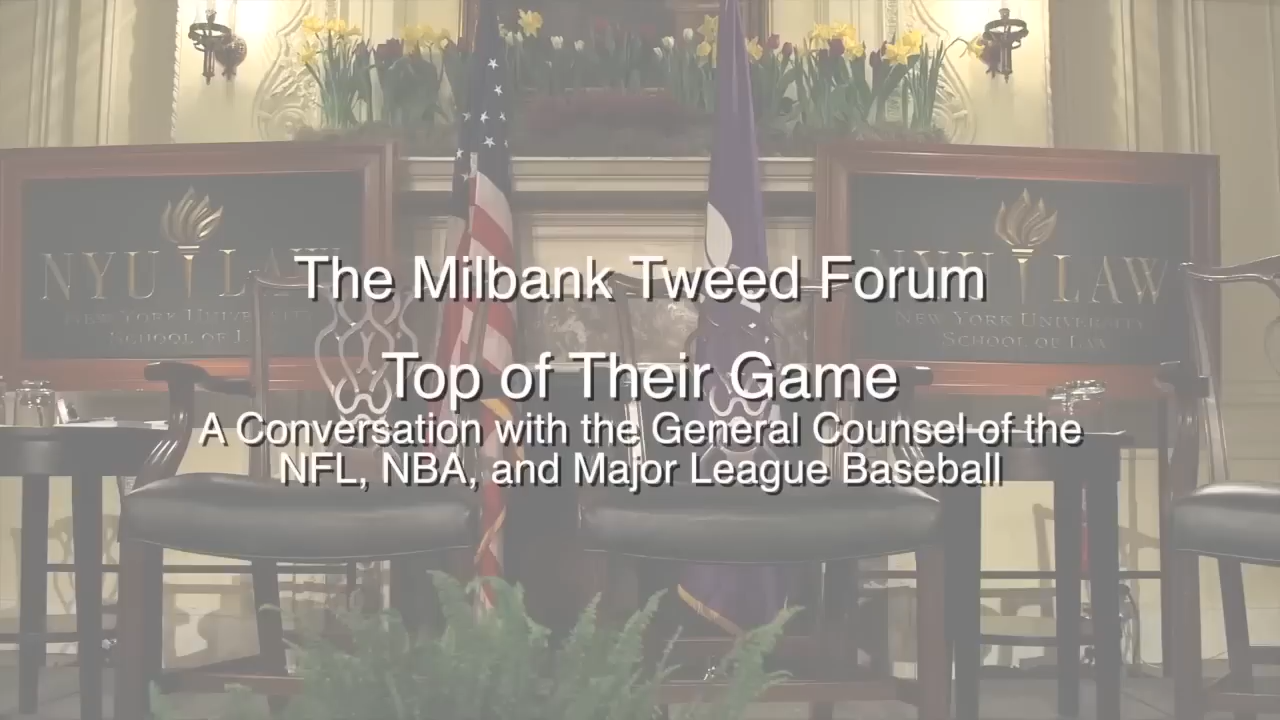 The Milbank Tweed Forum
Top of Their Game
A Conversation with the General Counsel of the
NFL, NBA, and Major League Baseball
NYU LAW
NEW YORK UNIVERSITY
SCHOOL OF LAW
NYU LAW
NEW YORK UNIVERSITY
SCHOOL OF LAW